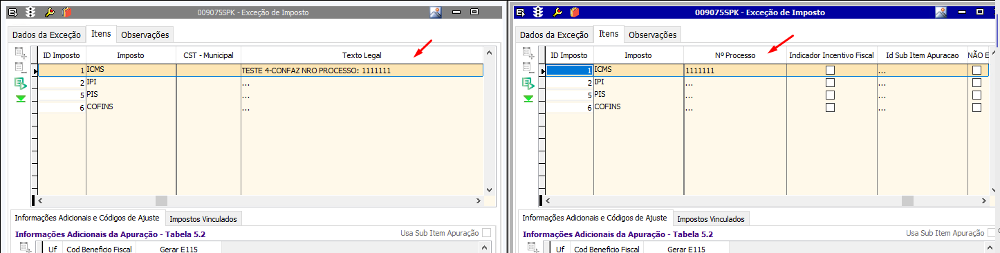 009075SPK - Exceção de Imposto
Dados da Exceção Itens Observações
ID Imposto Imposto CST - Municipal Texto Legal
1 ICMS TESTE 4-CONFAZ NRO PROCESSO: 1111111
2 IPI ...
5 PIS ...
6 COFINS ...
Informações Adicionais e Códigos de Ajuste Impostos Vinculados
Informações Adicionais da Apuração - Tabela 5.2 Usa Sub Item Apuração
Uf Cod Beneficio Fiscal Gerar E115
009075SPK - Exceção de Imposto
Dados da Exceção Itens Observações
ID Imposto Imposto Nº Processo Indicador Incentivo Fiscal Id Sub Item Apuracao NÃO E
1 ICMS 1111111 ...
2 IPI ... ...
5 PIS ... ...
6 COFINS ... ...
Informações Adicionais e Códigos de Ajuste Impostos Vinculados
Informações Adicionais da Apuração - Tabela 5.2 Usa Sub Item Apuração
Uf Cod Beneficio Fiscal Gerar E115